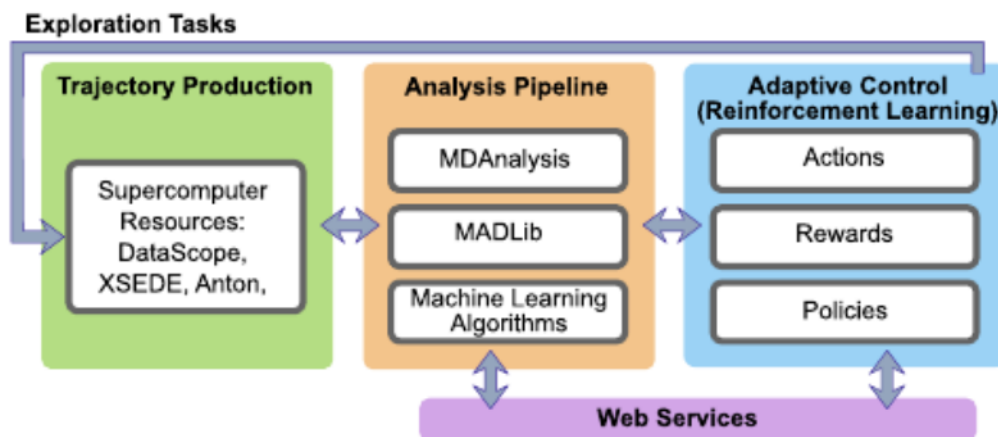 Exploration Tasks
Trajectory Production
Supercomputer
Resources:
DataScope,
XSEDE, Anton,
Analysis Pipeline
MDAnalysis
MADLib
Machine Learning
Algorithms
Adaptive Control
(Reinforcement Learning)
Actions
Rewards
Policies
Web Services